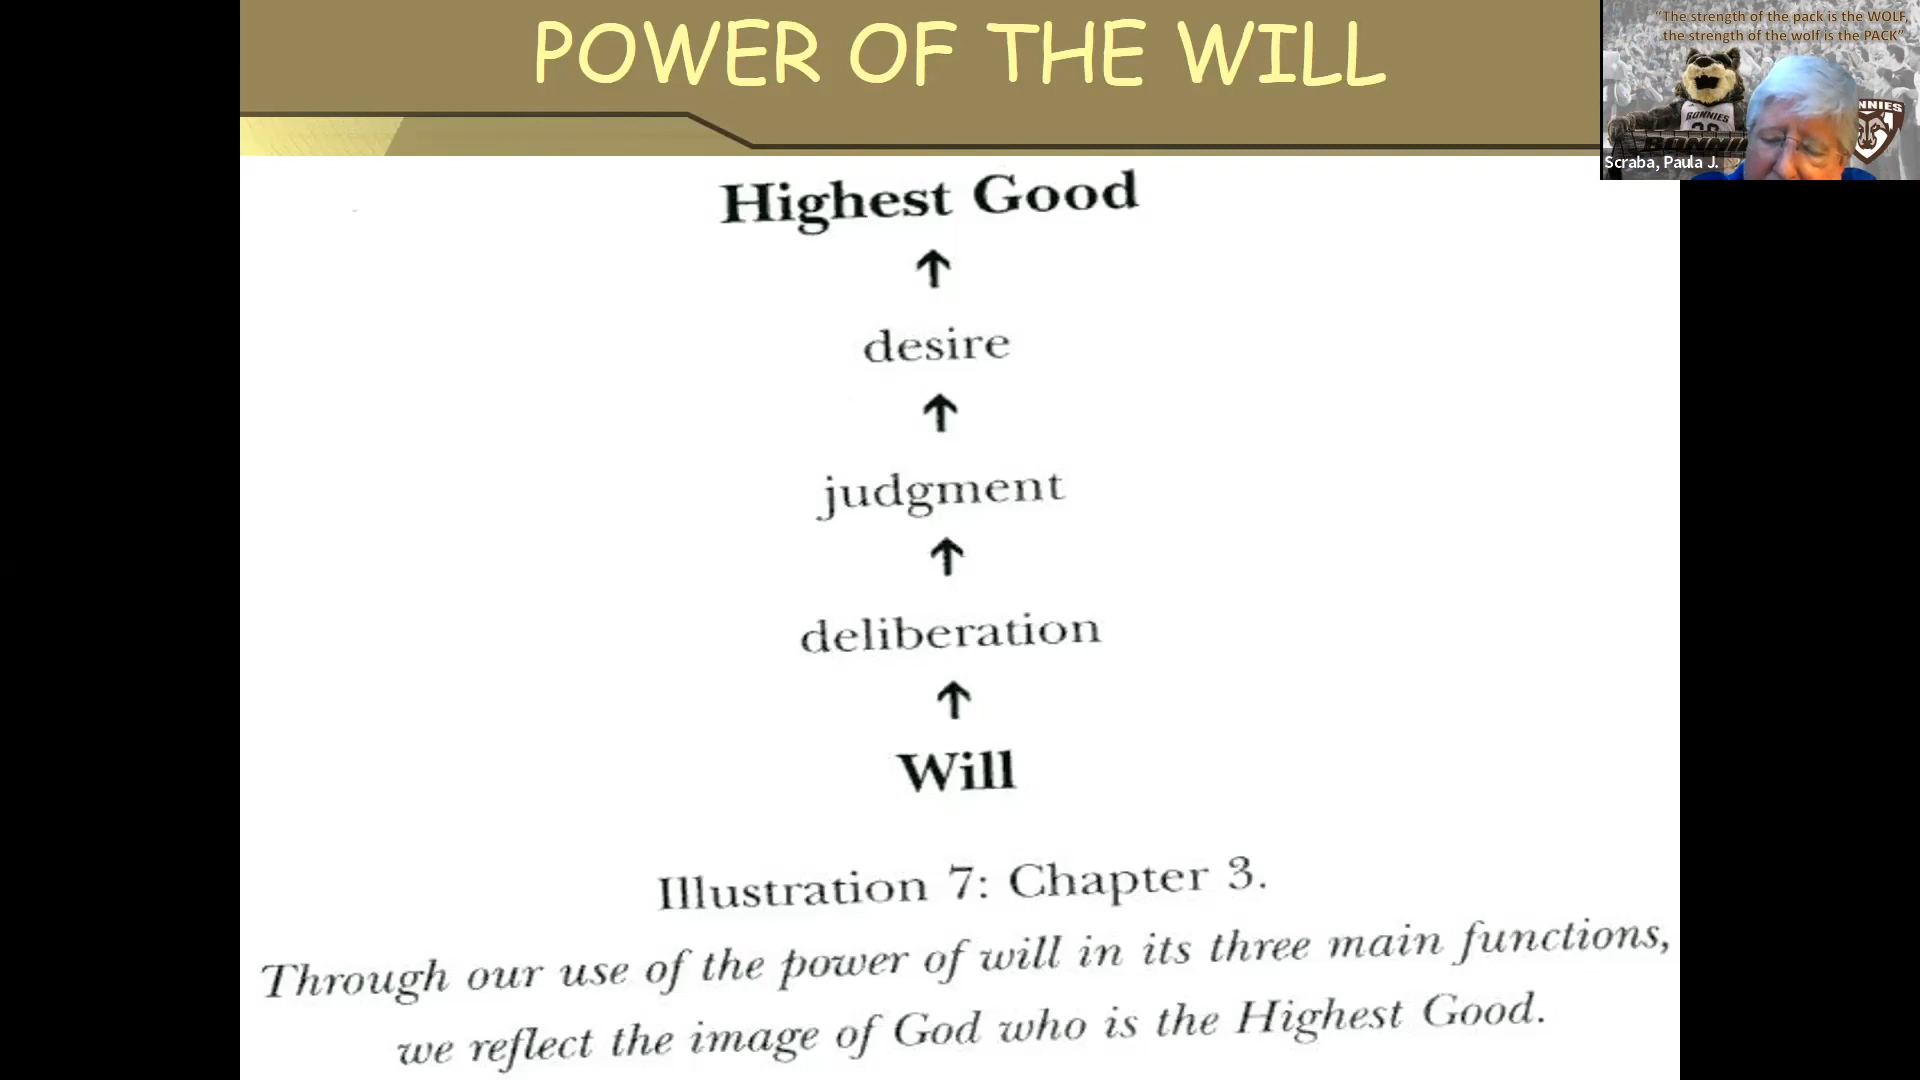 POWER OF THE WILL
"The strength of the pack is the WOLF,
the strength of the wolf is the PACK"
BONNIES
Scraba, Paula J.
Highest Good
↑
desire
↑
judgment
↑
deliberation
↑
Will
Illustration 7: Chapter 3.
Through our use of the power of will in its three main functions,
we reflect the image of God who is the Highest Good.